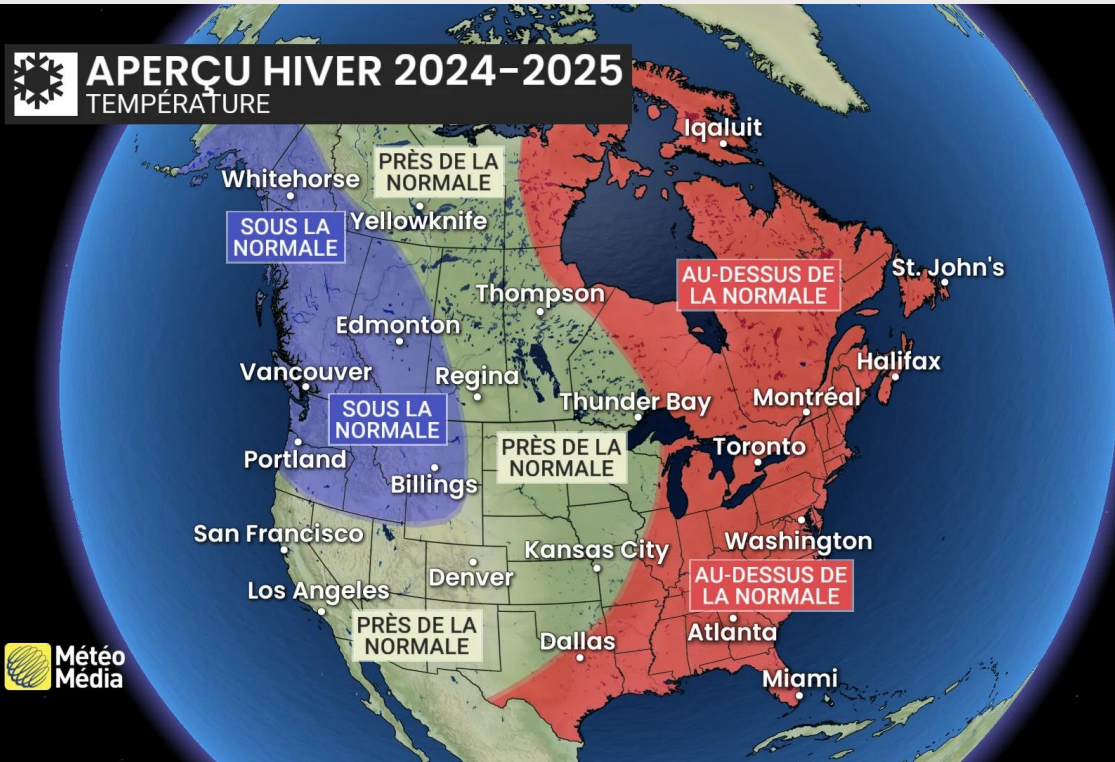 APERÇU HIVER 2024-2025
TEMPÉRATURE
Iqaluit
PRÈS DE LA
NORMALE
Whitehorse
Yellowknife
SOUS LA
NORMALE
AU-DESSUS DE
LA NORMALE
St. John's
Thompson
Edmonton
Halifax
Vancouver
Regina
Thunder Bay
Montréal
SOUS LA
NORMALE
PRÈS DE LA
NORMALE
Toronto
Portland
Billings
San Francisco
Kansas City
Washington
Denver
AU-DESSUS DE
LA NORMALE
Los Angeles
PRÈS DE LA
NORMALE
Dallas
Atlanta
Météo
Média
Miami